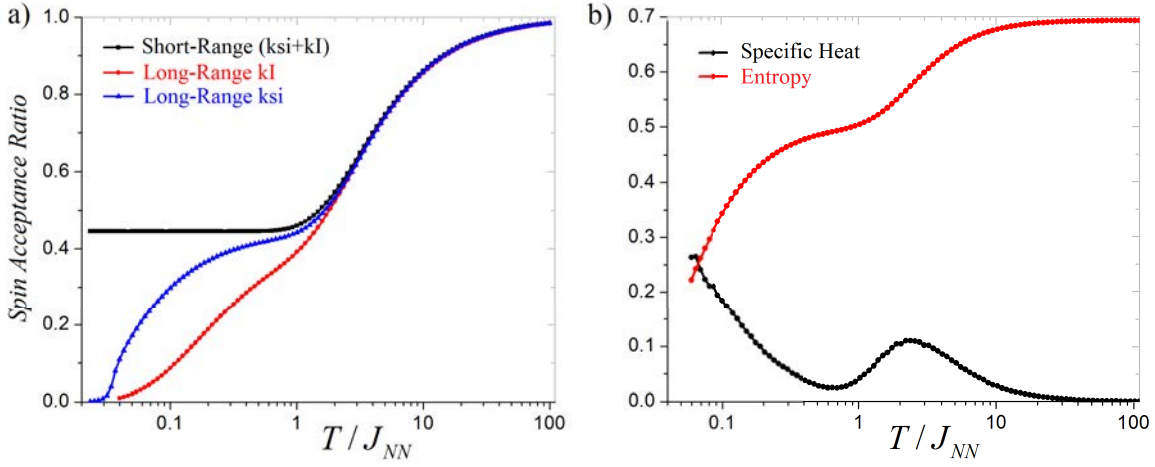 a)
Spin Acceptance Ratio
1.0
0.8
0.6
0.4
0.2
0.0
Short-Range (ksi+kI)
Long-Range kI
Long-Range ksi
0.1
1
10
100
T / J_NN
b)
0.7
0.6
0.5
0.4
0.3
0.2
0.1
0.0
Specific Heat
Entropy
0.1
1
10
100
T / J_NN